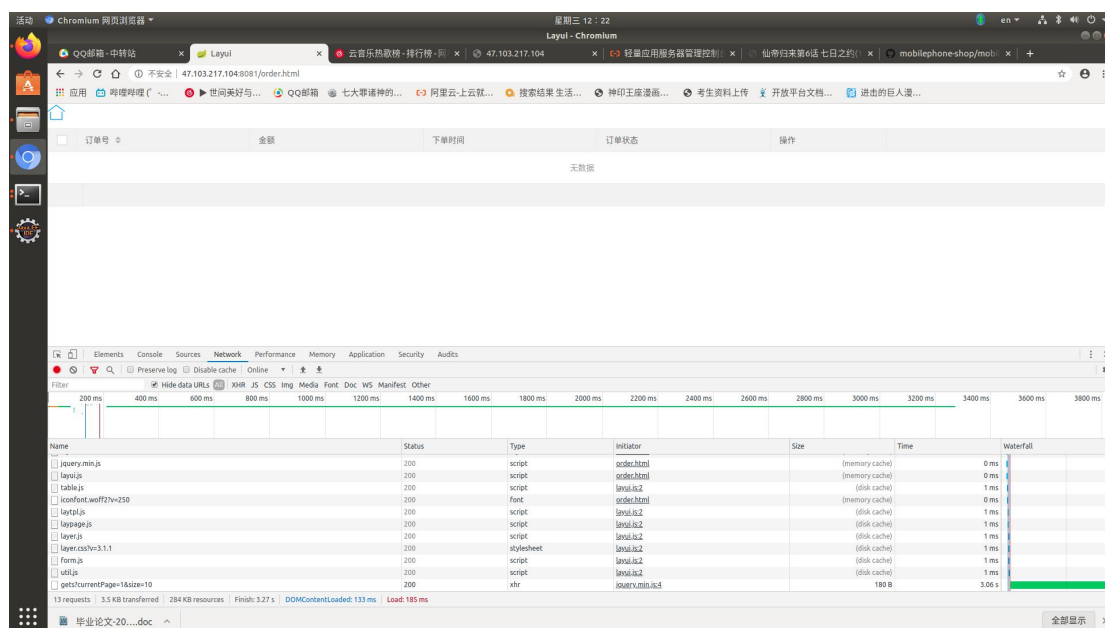 活动 Chromium 网页浏览器 星期三 12：22 en
Layui - Chromium
QQ邮箱-中转站 × Layui × 云音乐热歌榜-排行榜-网 × 47.103.217.104 × 轻量应用服务器管理控制 × 仙帝归来第6话 七日之约( × mobilephone-shop/mobi × +
不安全 47.103.217.104:8081/order.html
应用 哔哩哔哩 (゜-... ▶世间美好与... QQ邮箱 七大罪诸神的... 阿里云-上云就... 搜索结果 生活... 神印王座漫画... 考生资料上传 开放平台文档... 进击的巨人漫...
订单号 金额 下单时间 订单状态 操作
无数据
Elements Console Sources Network Performance Memory Application Security Audits
Preserve log Disable cache Online
Filter Hide data URLs All XHR JS CSS Img Media Font Doc WS Manifest Other
200 ms 400 ms 600 ms 800 ms 1000 ms 1200 ms 1400 ms 1600 ms 1800 ms 2000 ms 2200 ms 2400 ms 2600 ms 2800 ms 3000 ms 3200 ms 3400 ms 3600 ms 3800 ms
Name Status Type Initiator Size Time Waterfall
jquery.min.js 200 script order.html (memory cache) 0 ms
layui.js 200 script order.html (memory cache) 0 ms
table.js 200 script layui.js:2 (disk cache) 1 ms
iconfont.woff2?v=250 200 font order.html (memory cache) 0 ms
laytpl.js 200 script layui.js:2 (disk cache) 1 ms
laypage.js 200 script layui.js:2 (disk cache) 1 ms
layer.js 200 script layui.js:2 (disk cache) 1 ms
layer.css?v=3.1.1 200 stylesheet layui.js:2 (disk cache) 1 ms
form.js 200 script layui.js:2 (disk cache) 1 ms
util.js 200 script layui.js:2 (disk cache) 1 ms
gets?currentPage=1&size=10 200 xhr jquery.min.js:4 180 B 3.06 s
13 requests 3.5 KB transferred 284 KB resources Finish: 3.27 s DOMContentLoaded: 133 ms Load: 185 ms
毕业论文-20....doc 全部显示